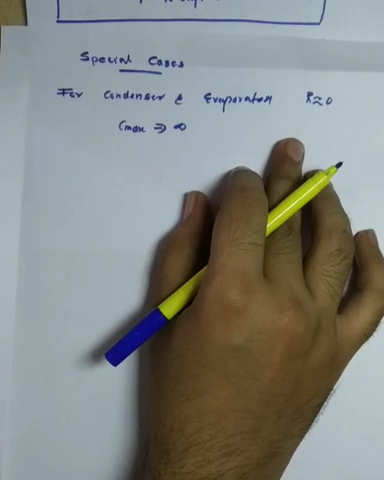 Special Cases
For Condenser & Evaporator R≈0
Cmax ⇒ ∞